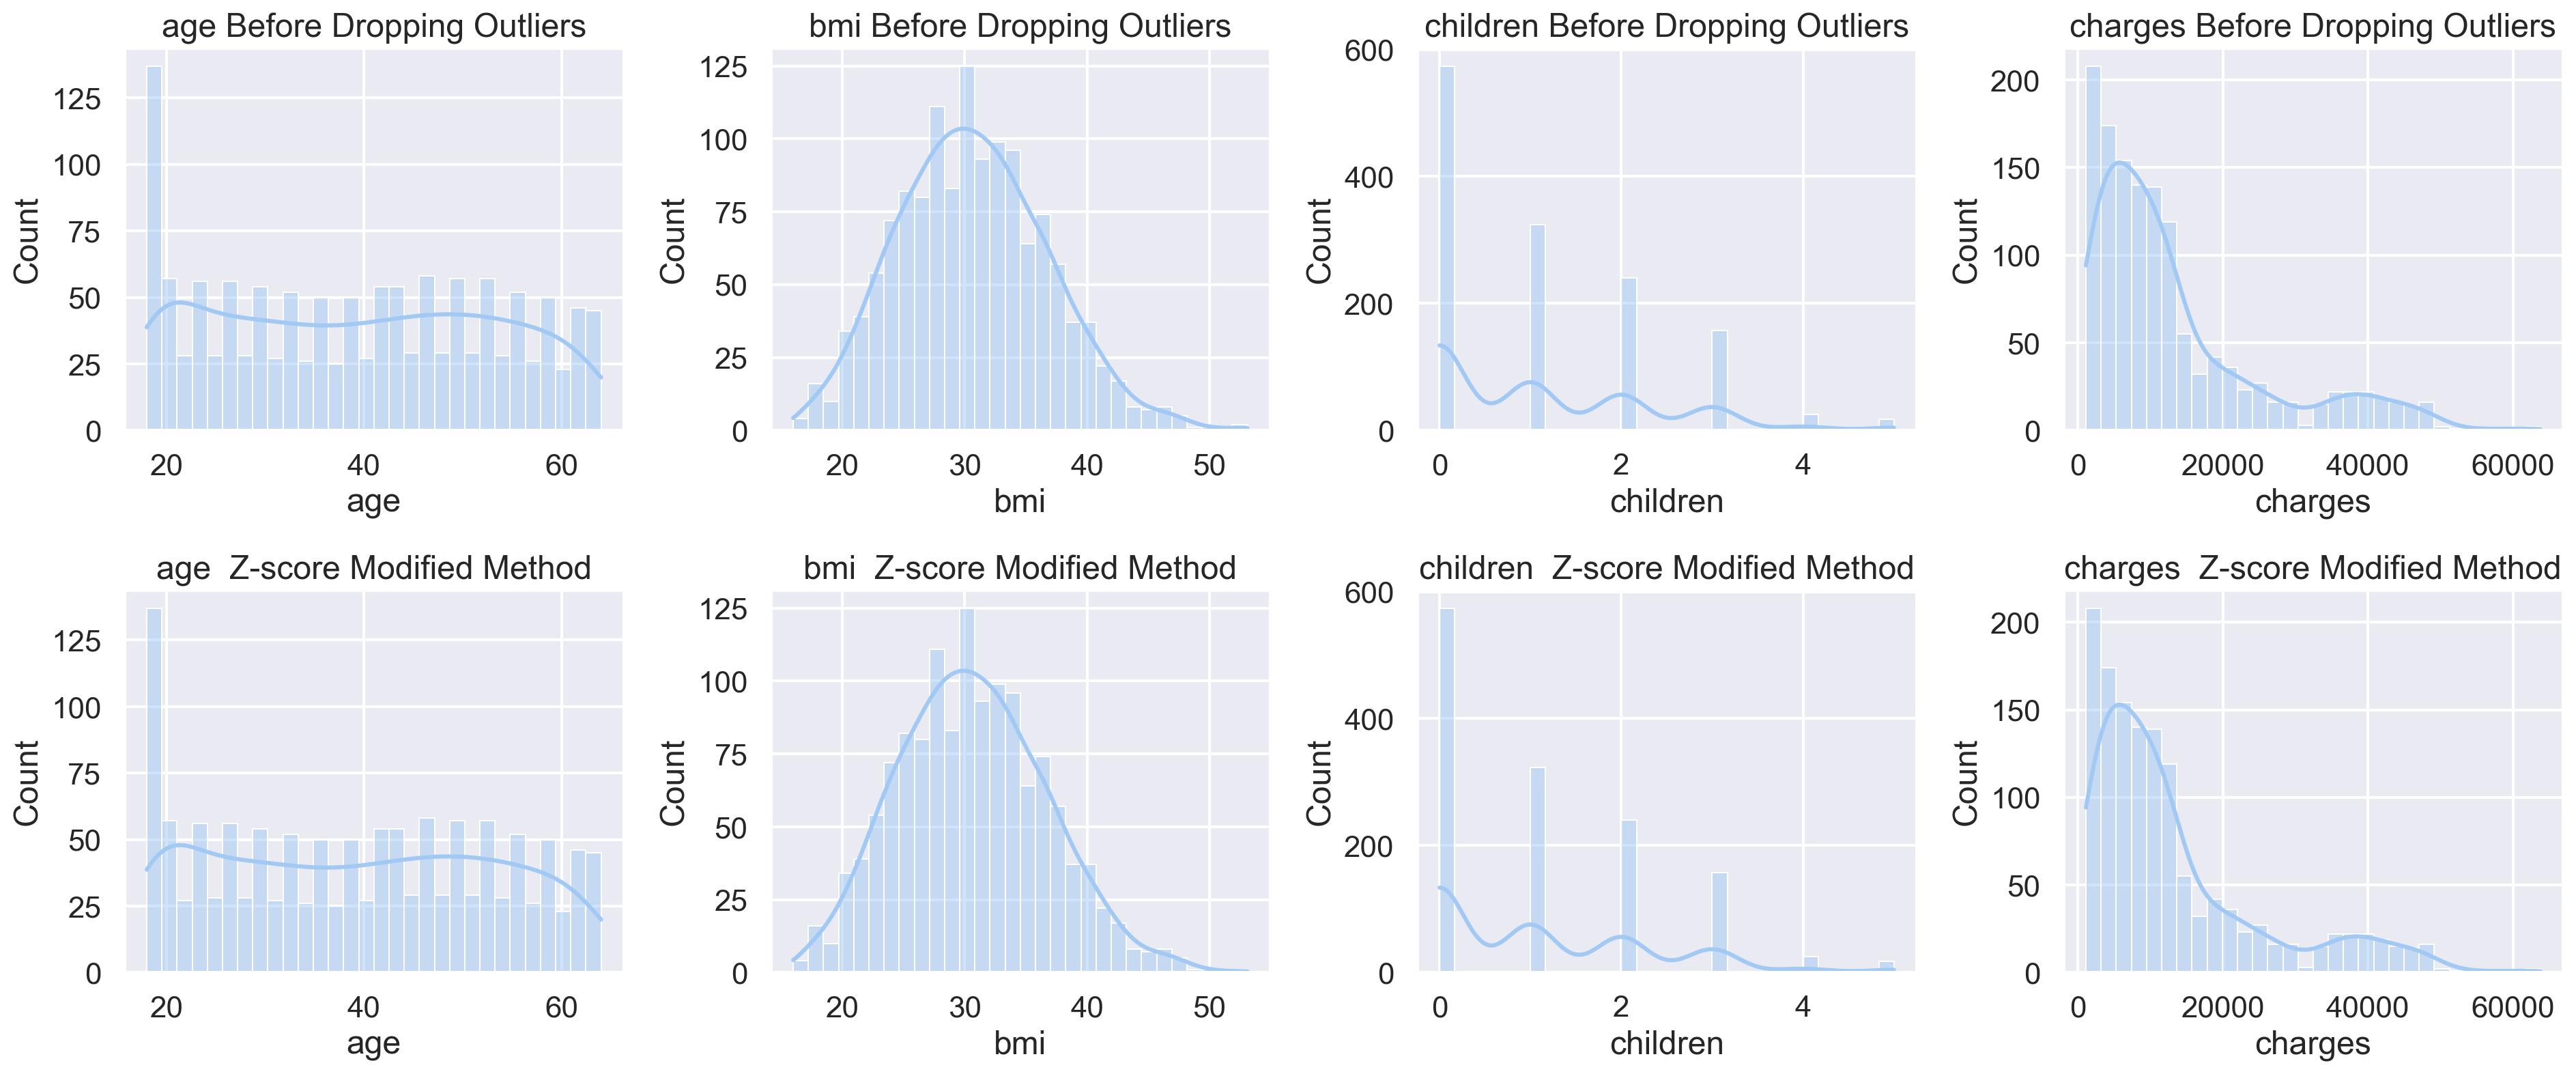 age Before Dropping Outliers
125
100
75
50
25
0
Count
20 40 60
age
bmi Before Dropping Outliers
125
100
75
50
25
0
Count
20 30 40 50
bmi
children Before Dropping Outliers
600
400
200
0
Count
0 2 4
children
charges Before Dropping Outliers
200
150
100
50
0
Count
0 20000 40000 60000
charges
age  Z-score Modified Method
125
100
75
50
25
0
Count
20 40 60
age
bmi  Z-score Modified Method
125
100
75
50
25
0
Count
20 30 40 50
bmi
children  Z-score Modified Method
600
400
200
0
Count
0 2 4
children
charges  Z-score Modified Method
200
150
100
50
0
Count
0 20000 40000 60000
charges